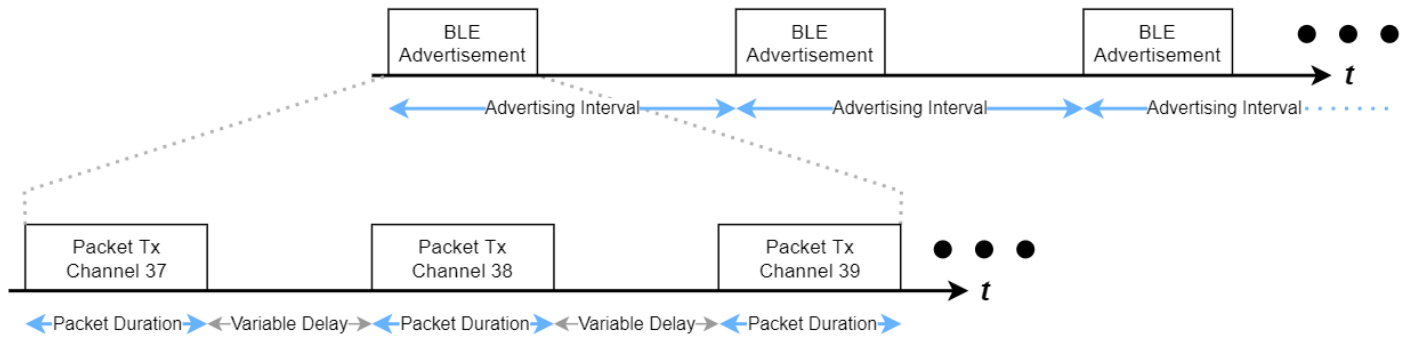 BLE BLE BLE
Advertisement Advertisement Advertisement
t
Advertising Interval Advertising Interval Advertising Interval
Packet Tx Packet Tx Packet Tx
Channel 37 Channel 38 Channel 39
t
Packet Duration Variable Delay Packet Duration Variable Delay Packet Duration